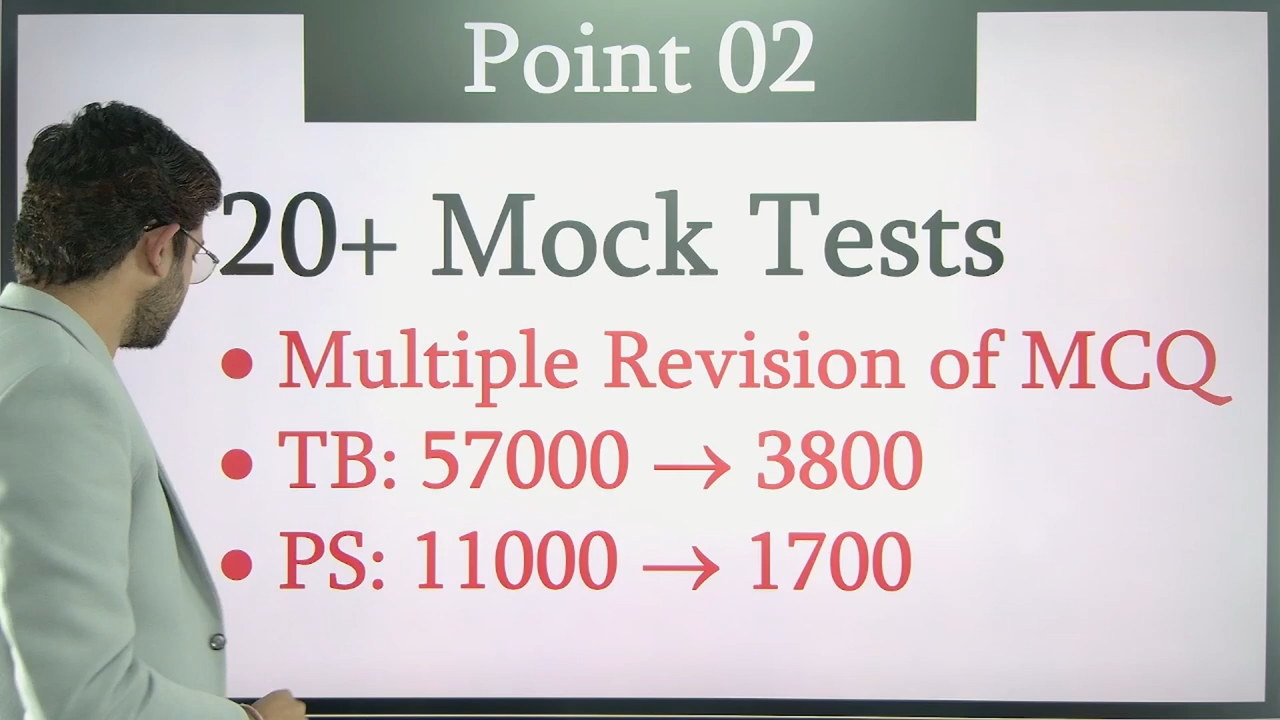 Point 02
20+ Mock Tests
• Multiple Revision of MCQ
• TB: 57000 → 3800
• PS: 11000 → 1700